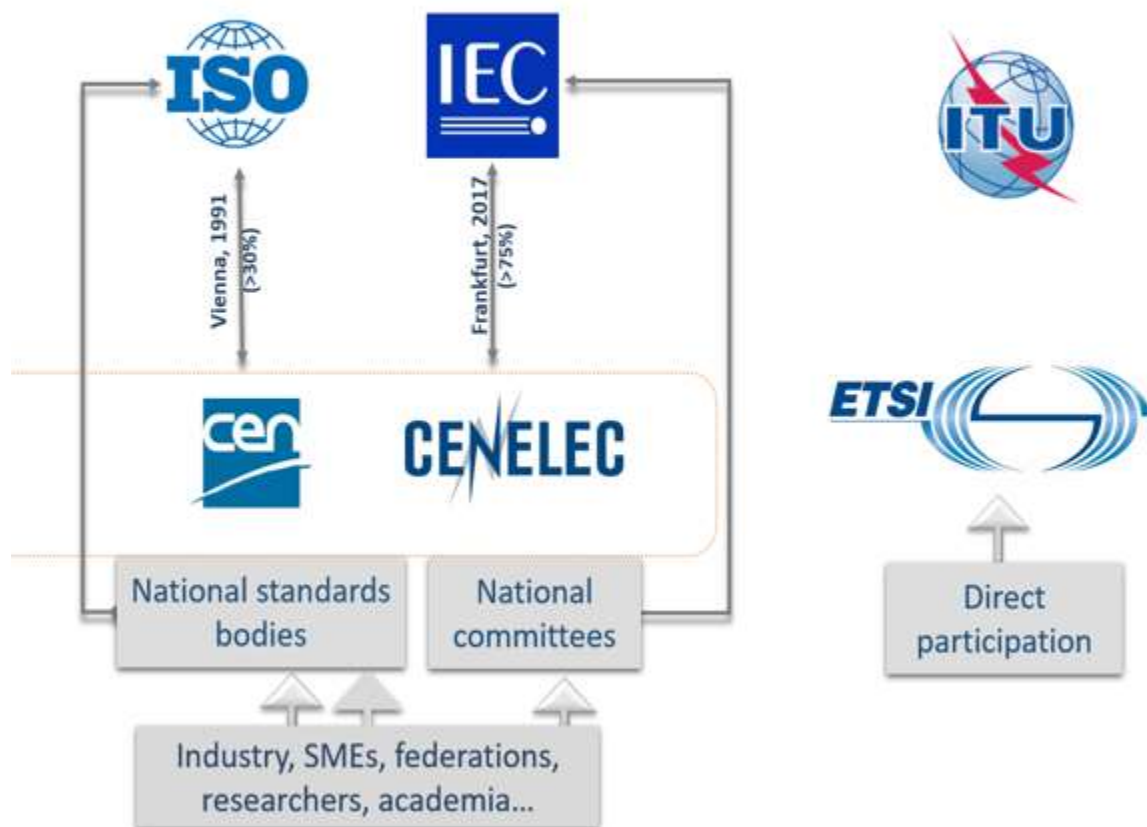 ISO
IEC
ITU
Vienna, 1991
(>30%)
Frankfurt, 2017
(>75%)
cen
CENELEC
ETSI
National standards
bodies
National
committees
Direct
participation
Industry, SMEs, federations,
researchers, academia...